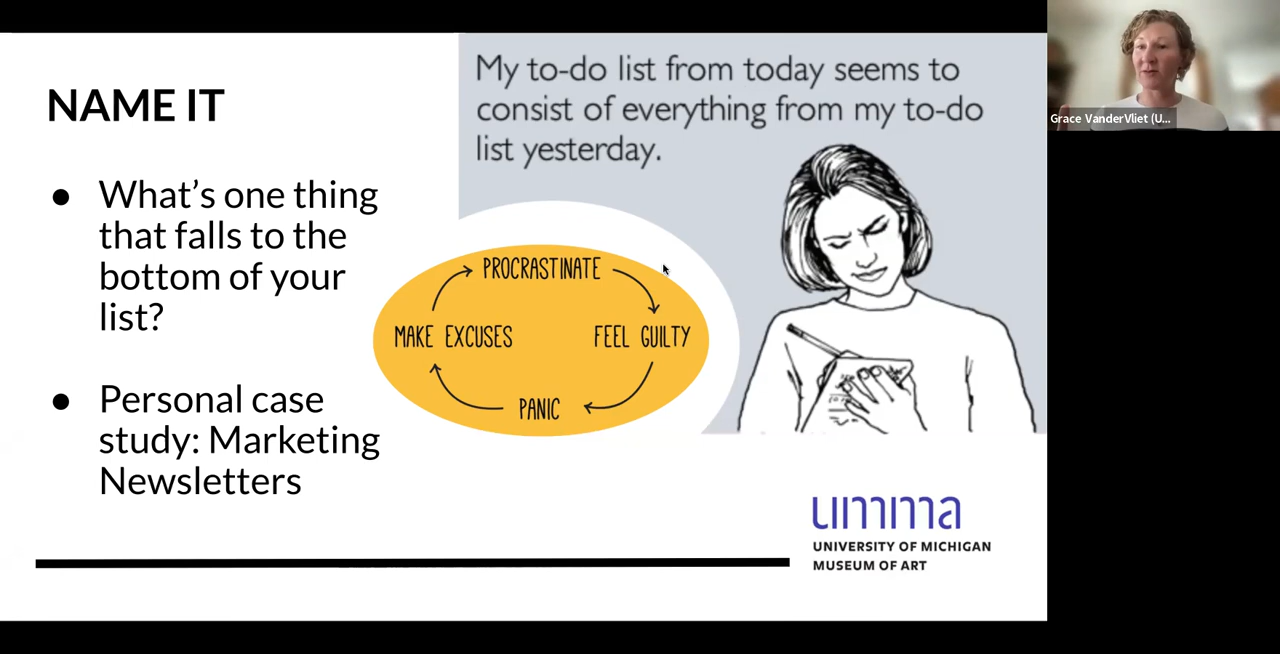 NAME IT
● What’s one thing
that falls to the
bottom of your
list?
● Personal case
study: Marketing
Newsletters
My to-do list from today seems to
consist of everything from my to-do
list yesterday.
PROCRASTINATE
FEEL GUILTY
PANIC
MAKE EXCUSES
umma
UNIVERSITY OF MICHIGAN
MUSEUM OF ART
Grace VanderVliet (U...